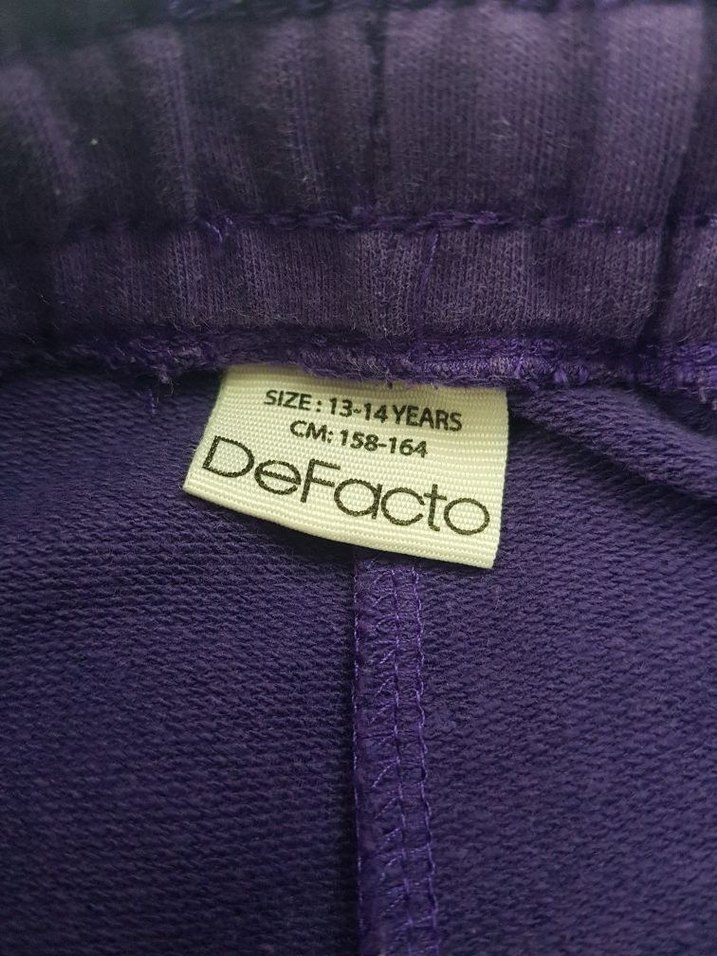 SIZE : 13-14 YEARS
CM: 158-164
DeFacto